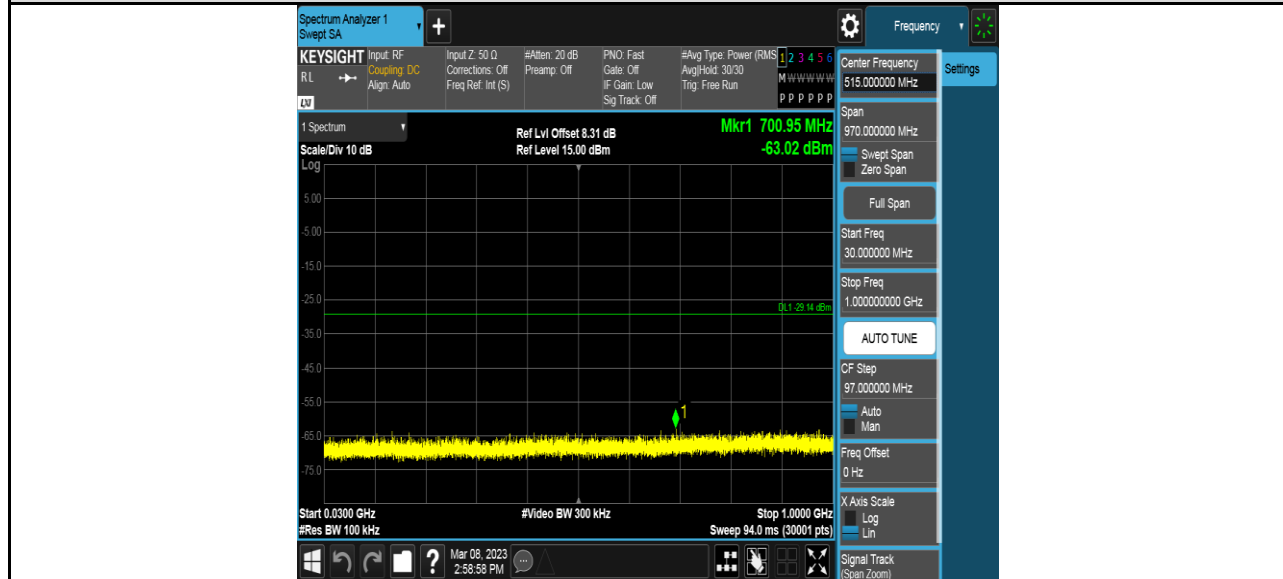 Spectrum Analyzer 1
Swept SA
Frequency
KEYSIGHT
RL
LXI
Input: RF
Coupling: DC
Align: Auto
Input Z: 50 Ω
Corrections: Off
Freq Ref: Int (S)
#Atten: 20 dB
Preamp: Off
PNO: Fast
Gate: Off
IF Gain: Low
Sig Track: Off
#Avg Type: Power (RMS
Avg|Hold: 30/30
Trig: Free Run
1 2 3 4 5 6
M W W W W W
P P P P P P
1 Spectrum
Scale/Div 10 dB
Ref Lvl Offset 8.31 dB
Ref Level 15.00 dBm
Mkr1 700.95 MHz
-63.02 dBm
Log
5.00
-5.00
-15.0
-25.0
DL1 -29.14 dBm
-35.0
-45.0
-55.0
1
-65.0
-75.0
Start 0.0300 GHz
#Video BW 300 kHz
Stop 1.0000 GHz
#Res BW 100 kHz
Sweep 94.0 ms (30001 pts)
?
Mar 08, 2023
2:58:58 PM
Center Frequency
515.000000 MHz
Settings
Span
970.000000 MHz
Swept Span
Zero Span
Full Span
Start Freq
30.000000 MHz
Stop Freq
1.000000000 GHz
AUTO TUNE
CF Step
97.000000 MHz
Auto
Man
Freq Offset
0 Hz
X Axis Scale
Log
Lin
Signal Track
(Span Zoom)